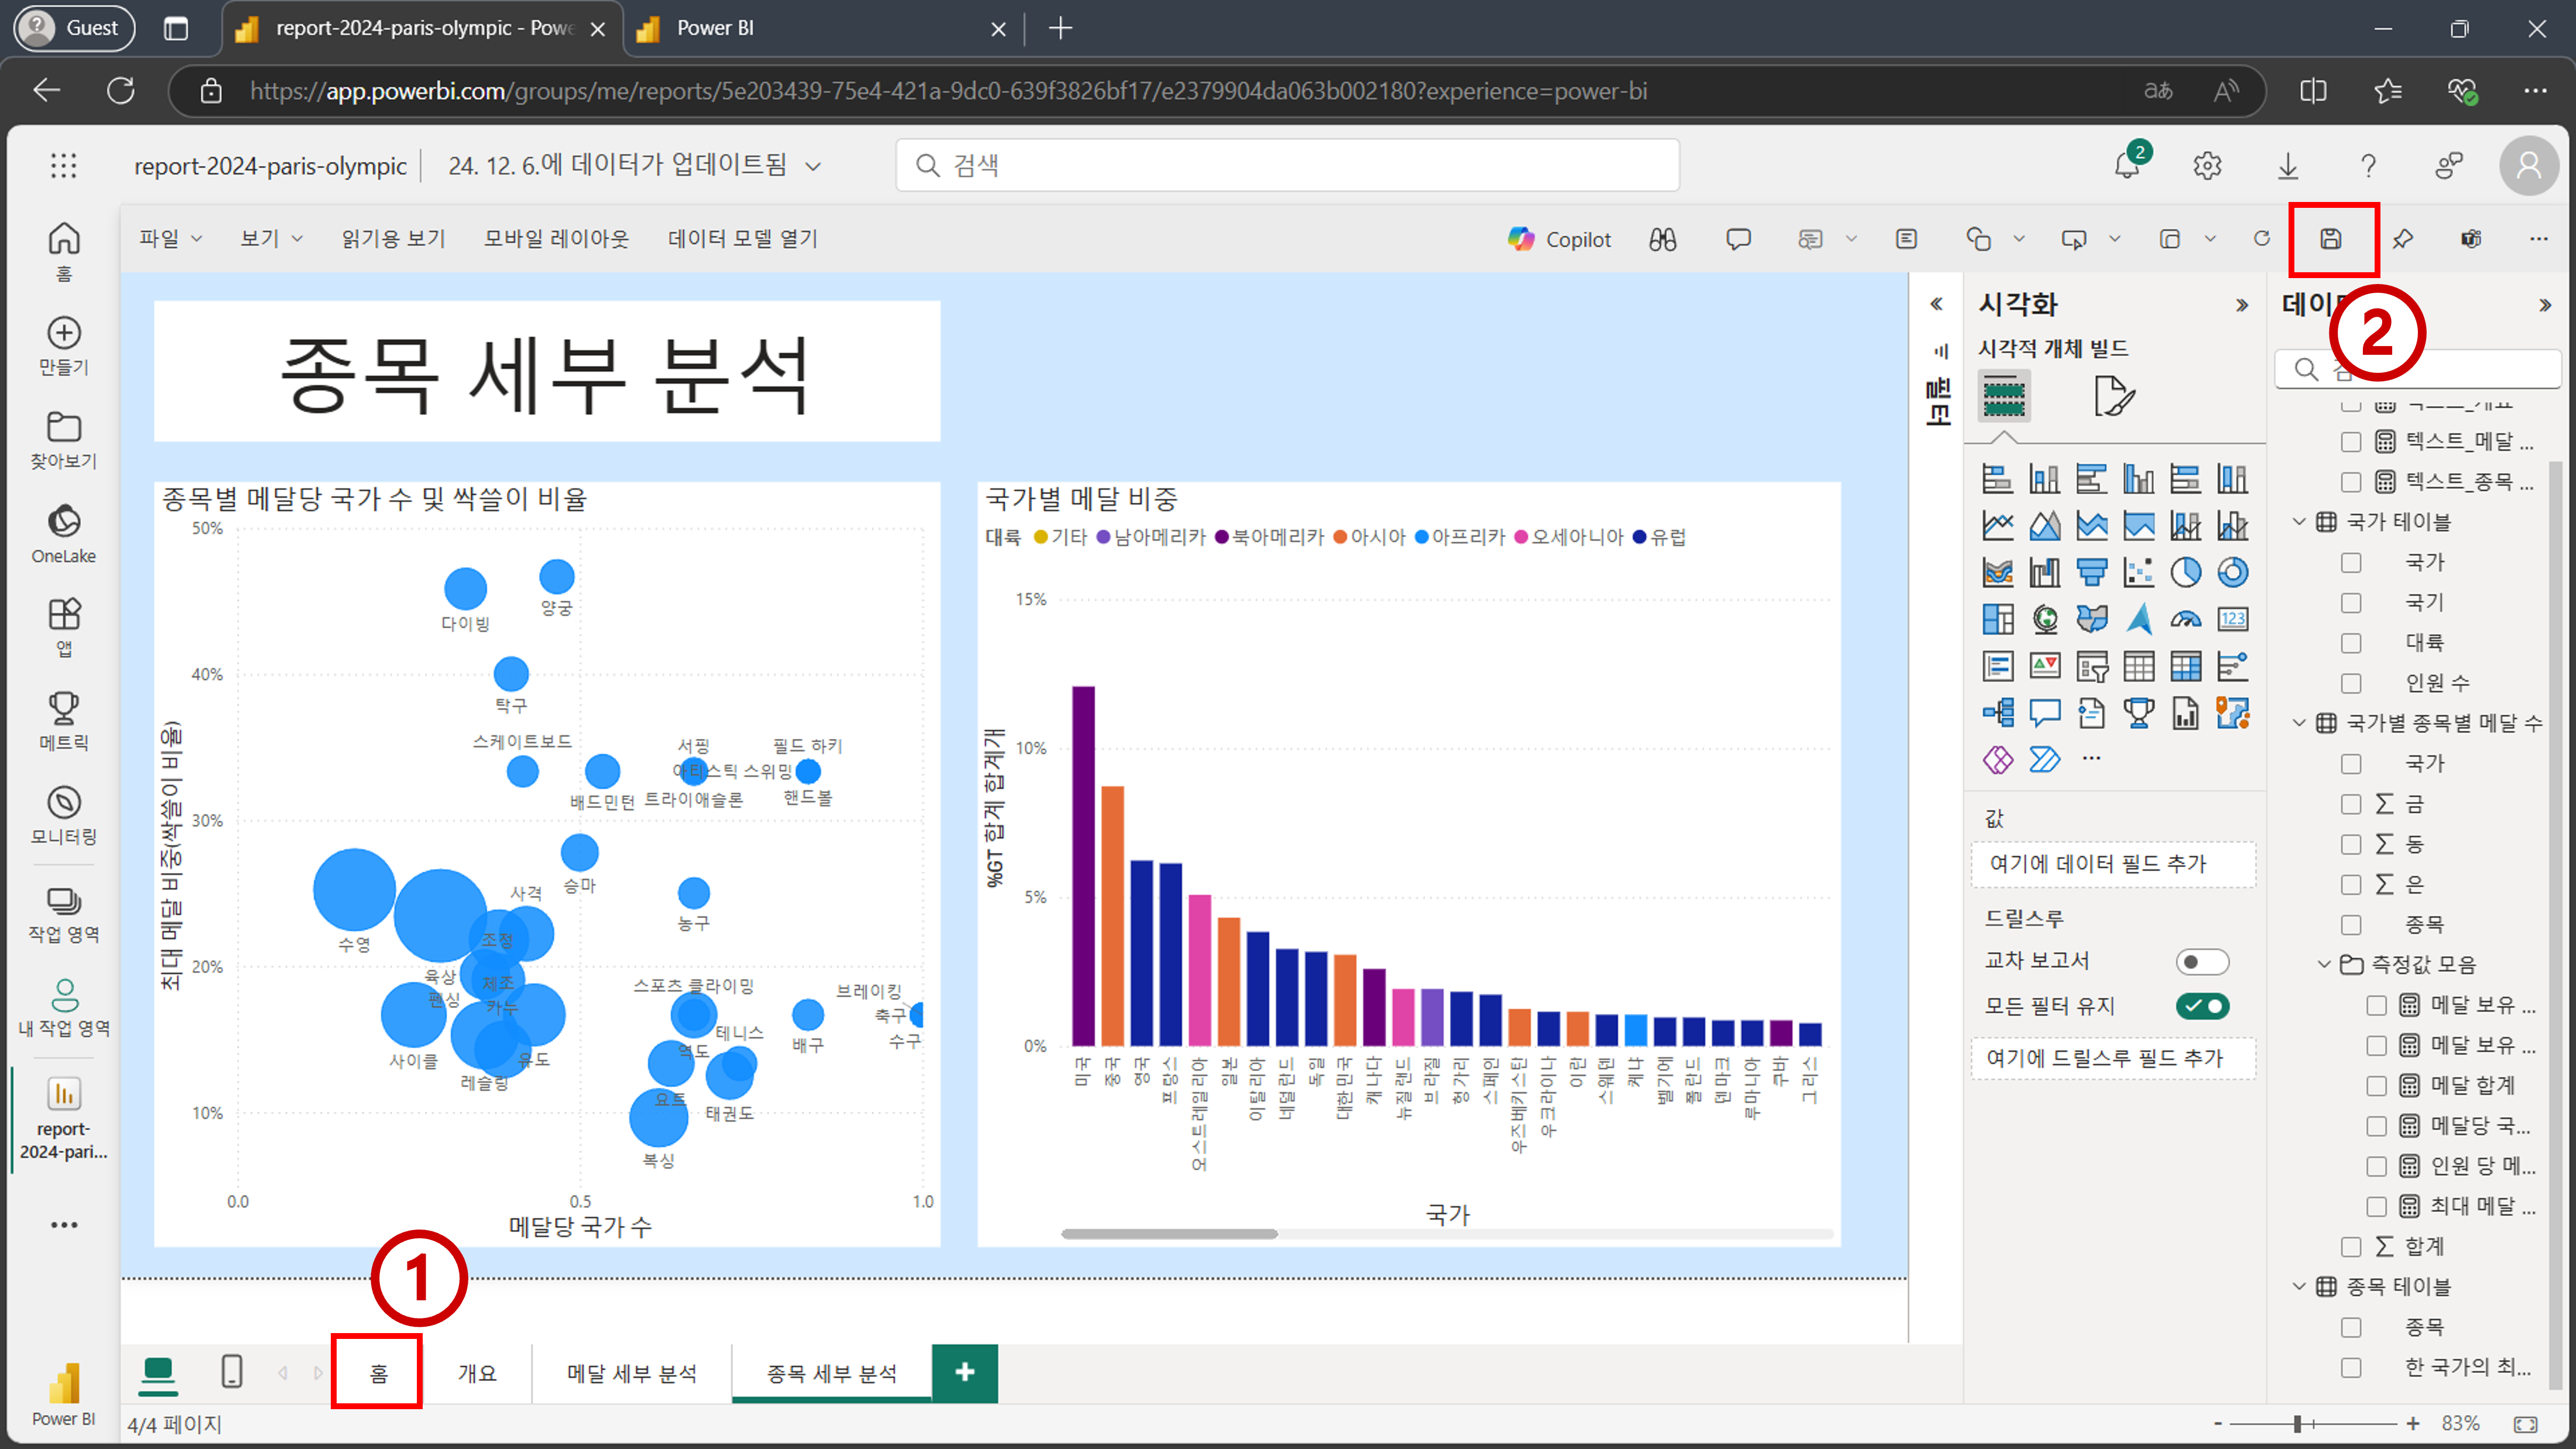 Guest
report-2024-paris-olympic - Powe
Power BI
https://app.powerbi.com/groups/me/reports/5e203439-75e4-421a-9dc0-639f3826bf17/e2379904da063b002180?experience=power-bi
report-2024-paris-olympic
24. 12. 6.에 데이터가 업데이트됨
검색
2
파일
보기
읽기용 보기
모바일 레이아웃
데이터 모델 열기
Copilot
홈
만들기
찾아보기
OneLake
앱
메트릭
모니터링
작업 영역
내 작업 영역
report-
2024-pari...
Power BI
종목 세부 분석
종목별 메달당 국가 수 및 싹쓸이 비율
50%
40%
30%
20%
10%
최대 메달 비중(싹쓸이 비율)
다이빙
양궁
탁구
스케이트보드
서핑
필드 하키
아티스틱 스위밍
배드민턴
트라이애슬론
핸드볼
승마
사격
농구
수영
조정
육상
체조
펜싱
카누
스포츠 클라이밍
브레이킹
축구
테니스
수구
사이클
유도
역도
배구
레슬링
요트
태권도
복싱
0.0
0.5
1.0
메달당 국가 수
국가별 메달 비중
대륙 기타 남아메리카 북아메리카 아시아 아프리카 오세아니아 유럽
15%
10%
5%
0%
%GT 합계 합계개
미국
중국
영국
프랑스
오스트레일리아
일본
이탈리아
네덜란드
독일
대한민국
캐나다
뉴질랜드
브라질
헝가리
스페인
우즈베키스탄
우크라이나
이란
스웨덴
케냐
벨기에
폴란드
덴마크
루마니아
쿠바
그리스
국가
필터
시각화
시각적 개체 빌드
123
값
여기에 데이터 필드 추가
드릴스루
교차 보고서
모든 필터 유지
여기에 드릴스루 필드 추가
2
텍스트_개요
텍스트_메달 ...
텍스트_종목 ...
국가 테이블
국가
국기
대륙
인원 수
국가별 종목별 메달 수
국가
금
동
은
종목
측정값 모음
메달 보유 ...
메달 보유 ...
메달 합계
메달당 국...
인원 당 메...
최대 메달 ...
합계
종목 테이블
종목
한 국가의 최...
1
홈
개요
메달 세부 분석
종목 세부 분석
4/4 페이지
83%